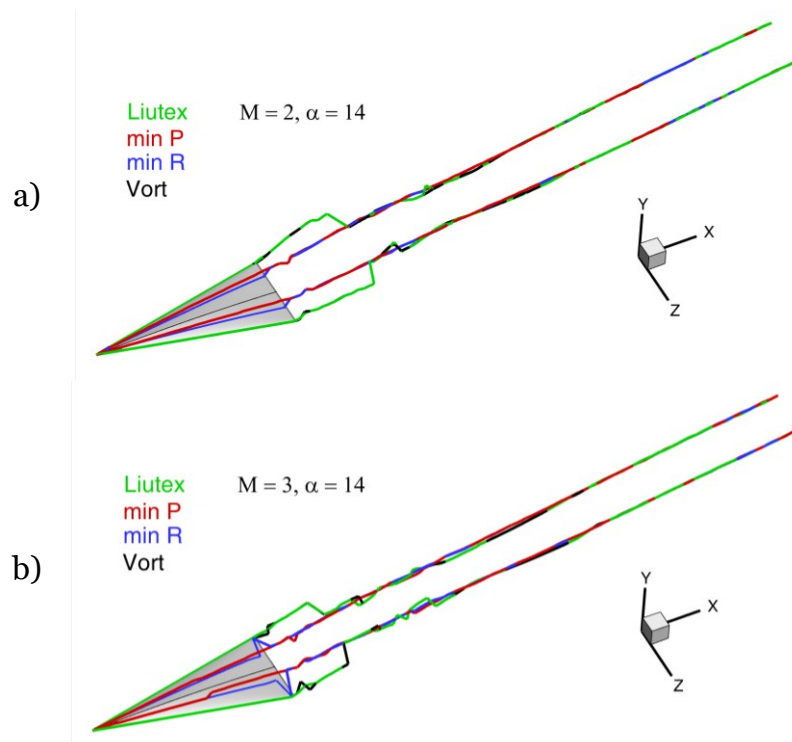 Liutex M = 2, α = 14
min P
min R
Vort
a)
Y
X
Z
Liutex M = 3, α = 14
min P
min R
Vort
b)
Y
X
Z